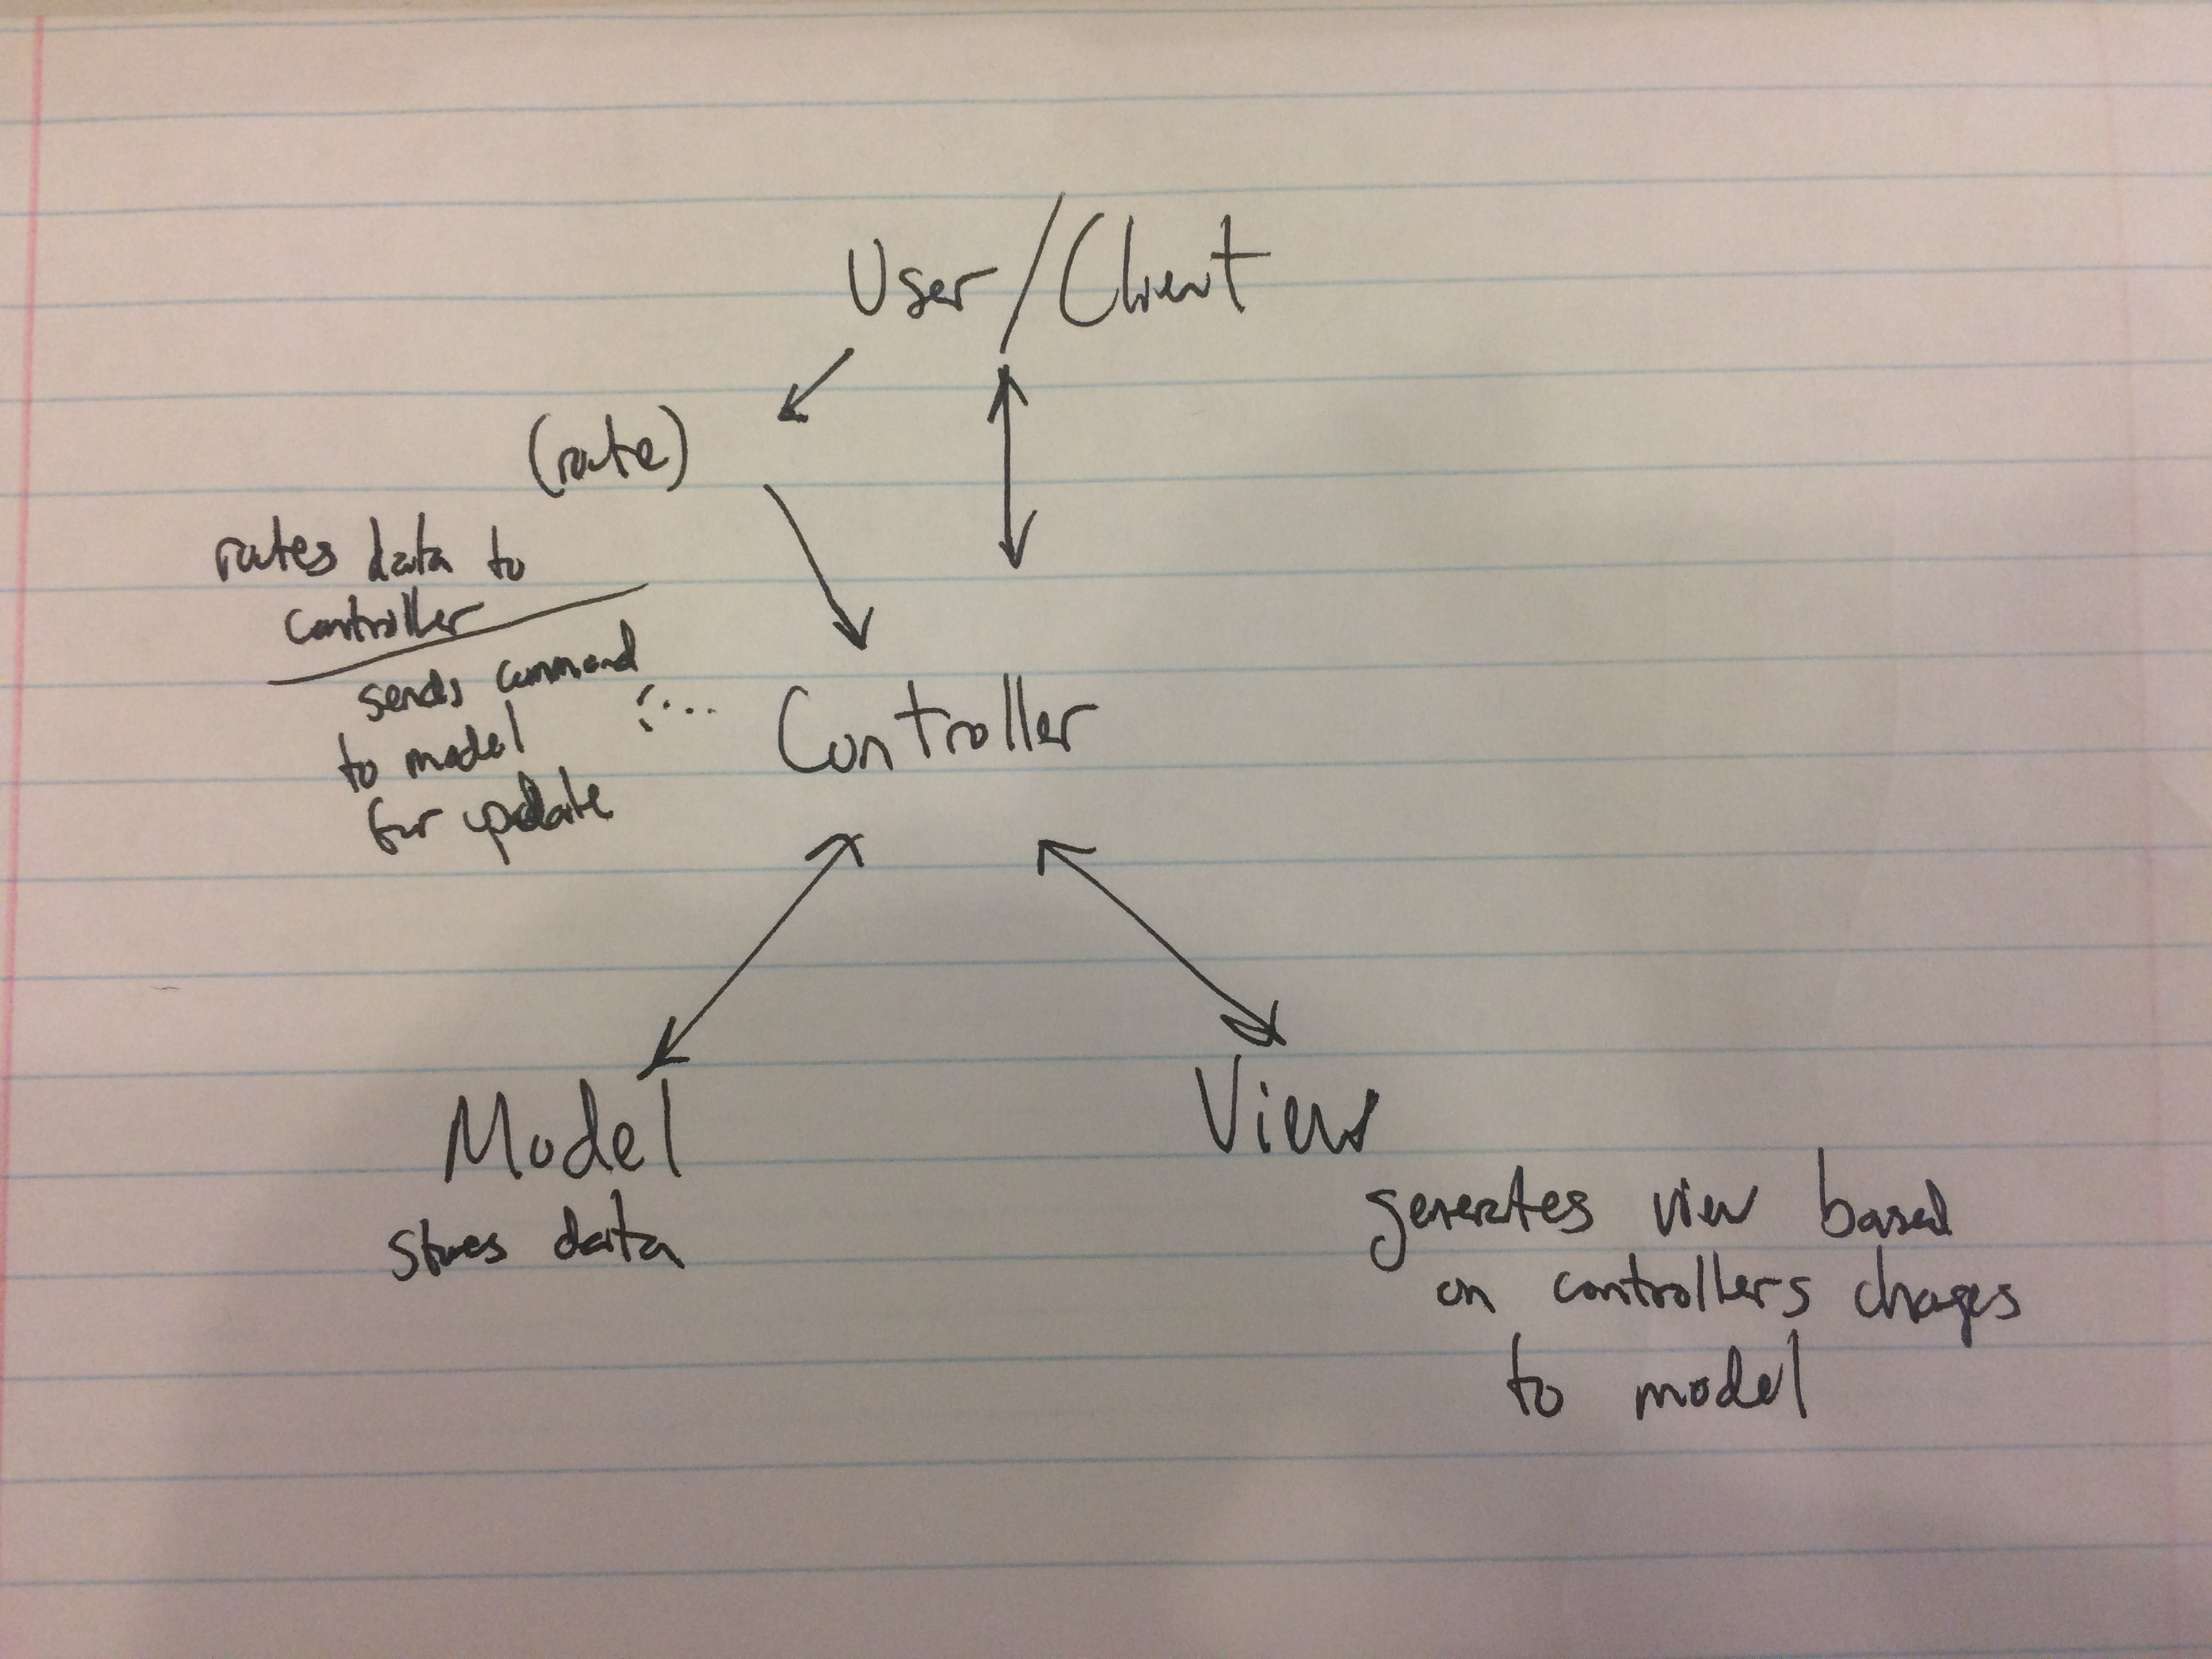 User/Client
(route)
routes data to
controller
sends command
to model
for update
Controller
Model
stores data
View
generates view based
on controllers changes
to model